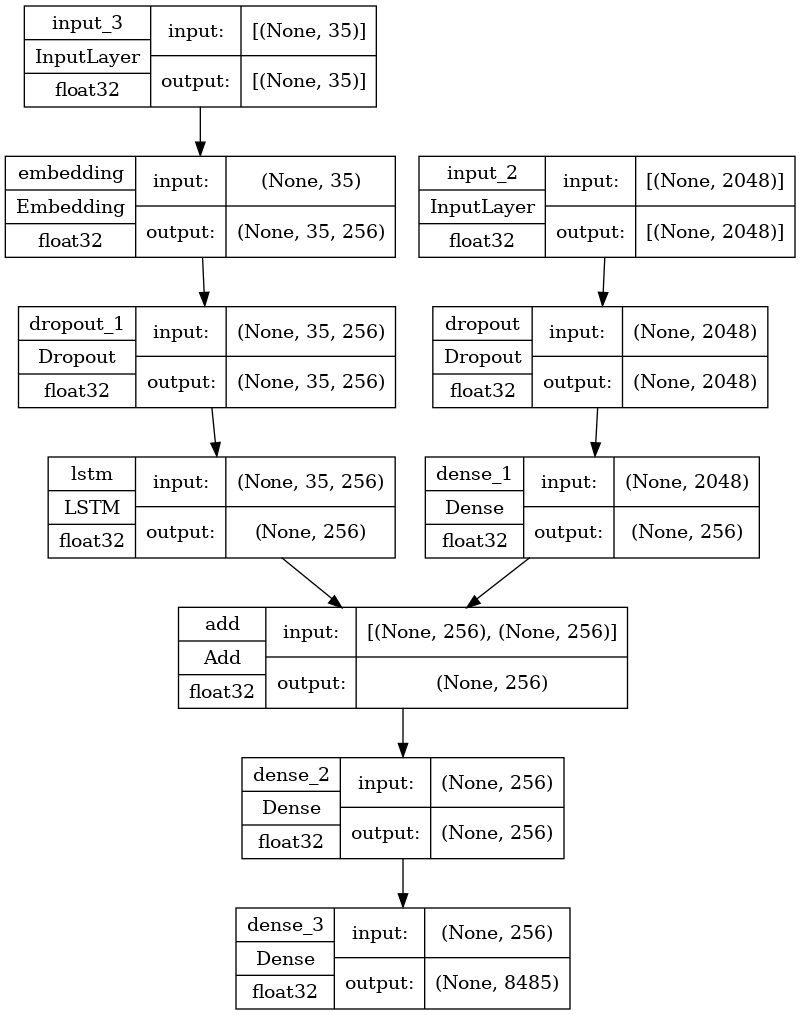 input_3
InputLayer
float32
input:
[(None, 35)]
output:
[(None, 35)]
embedding
Embedding
float32
input:
(None, 35)
output:
(None, 35, 256)
input_2
InputLayer
float32
input:
[(None, 2048)]
output:
[(None, 2048)]
dropout_1
Dropout
float32
input:
(None, 35, 256)
output:
(None, 35, 256)
dropout
Dropout
float32
input:
(None, 2048)
output:
(None, 2048)
lstm
LSTM
float32
input:
(None, 35, 256)
output:
(None, 256)
dense_1
Dense
float32
input:
(None, 2048)
output:
(None, 256)
add
Add
float32
input:
[(None, 256), (None, 256)]
output:
(None, 256)
dense_2
Dense
float32
input:
(None, 256)
output:
(None, 256)
dense_3
Dense
float32
input:
(None, 256)
output:
(None, 8485)